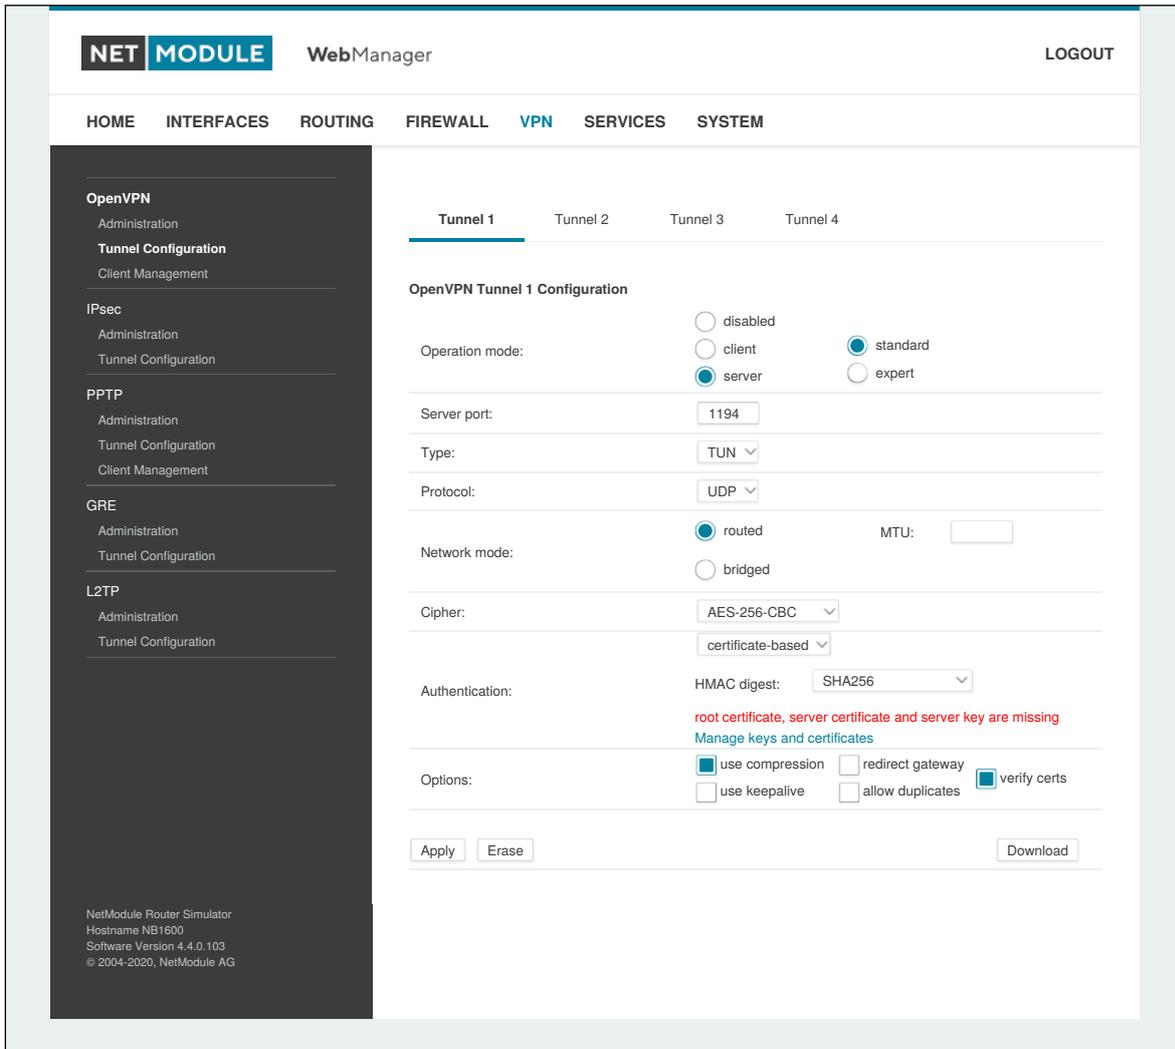 NET MODULE WebManager LOGOUT
HOME INTERFACES ROUTING FIREWALL VPN SERVICES SYSTEM
OpenVPN
Administration
Tunnel Configuration
Client Management
IPsec
Administration
Tunnel Configuration
PPTP
Administration
Tunnel Configuration
Client Management
GRE
Administration
Tunnel Configuration
L2TP
Administration
Tunnel Configuration
NetModule Router Simulator
Hostname NB1600
Software Version 4.4.0.103
© 2004-2020, NetModule AG
Tunnel 1 Tunnel 2 Tunnel 3 Tunnel 4
OpenVPN Tunnel 1 Configuration
Operation mode:
disabled
client
server
standard
expert
Server port: 1194
Type: TUN
Protocol: UDP
Network mode:
routed MTU:
bridged
Cipher: AES-256-CBC
Authentication:
certificate-based
HMAC digest: SHA256
root certificate, server certificate and server key are missing
Manage keys and certificates
Options:
use compression redirect gateway verify certs
use keepalive allow duplicates
Apply Erase Download